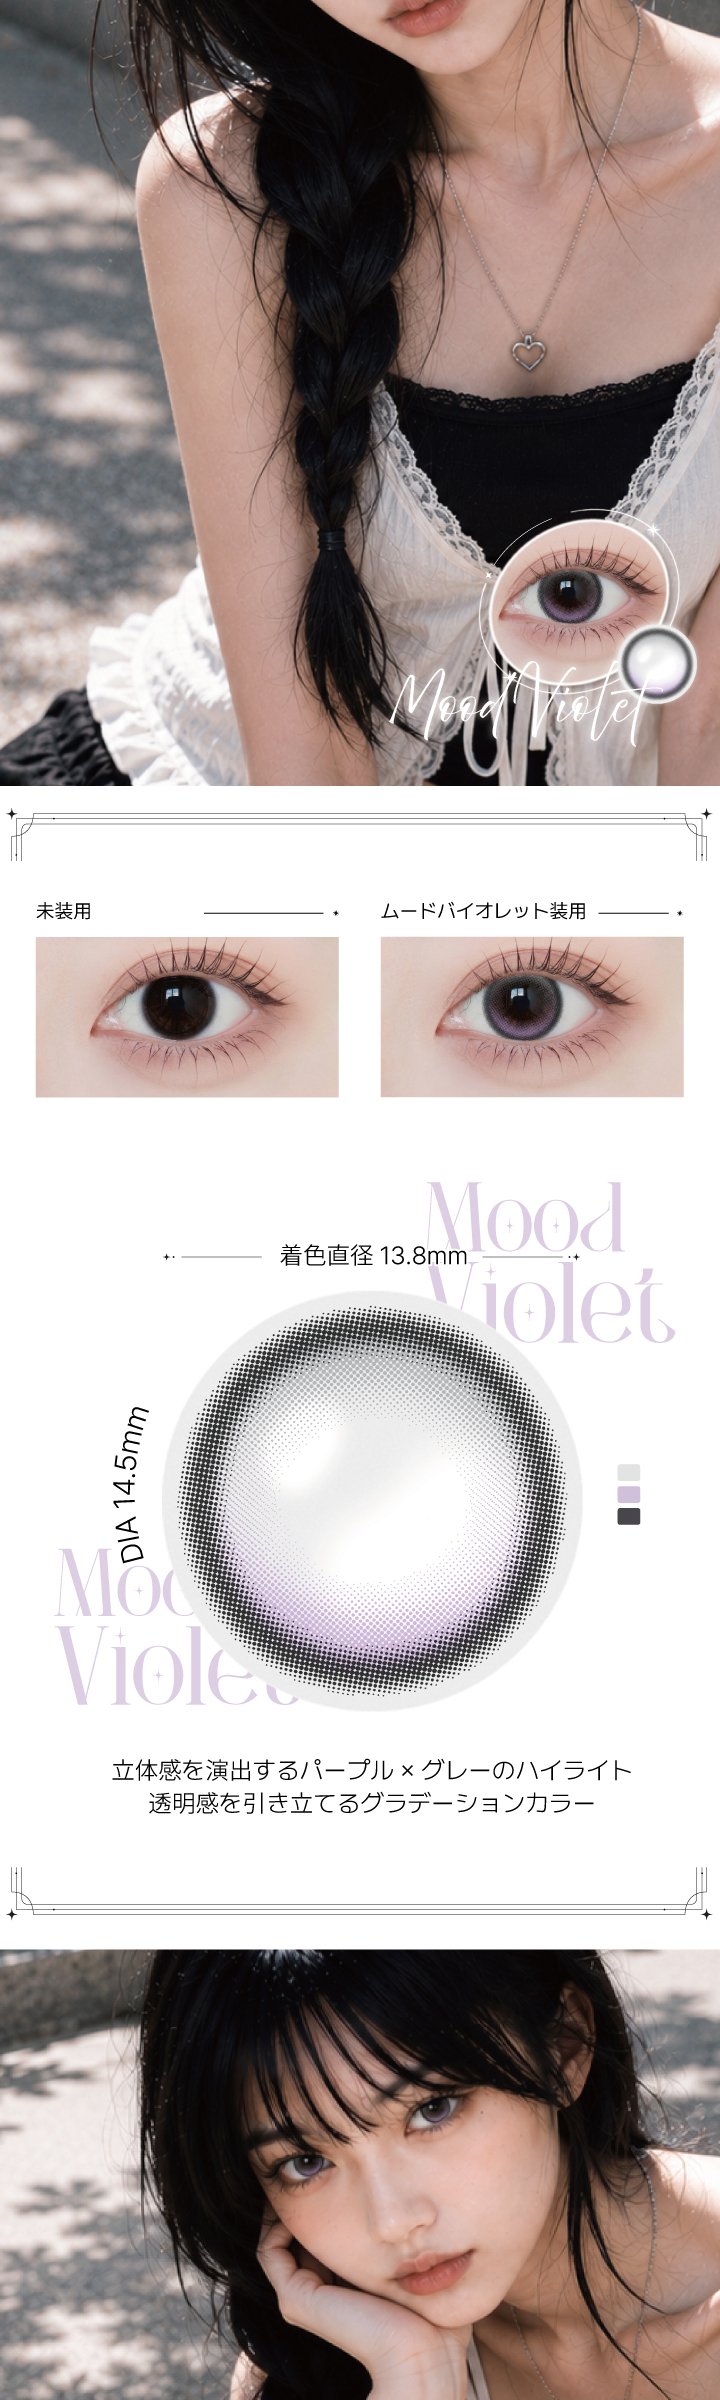 Mood Violet
未装用
ムードバイオレット装用
Mood
Violet
着色直径 13.8mm
DIA 14.5mm
Moo
Violet
立体感を演出するパープル × グレーのハイライト
透明感を引き立てるグラデーションカラー